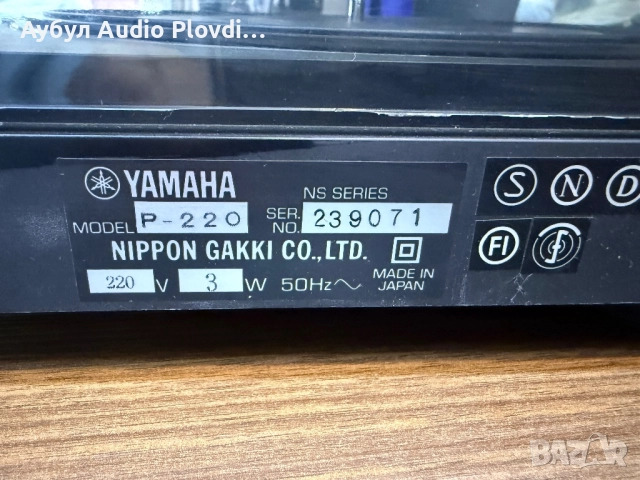 Аубул Audio Plovdi...
YAMAHA
NS SERIES
MODEL P-220 SER. NO. 239071
NIPPON GAKKI CO., LTD.
220 V 3 W 50Hz～ MADE IN JAPAN
S N D
FI
BAZAR